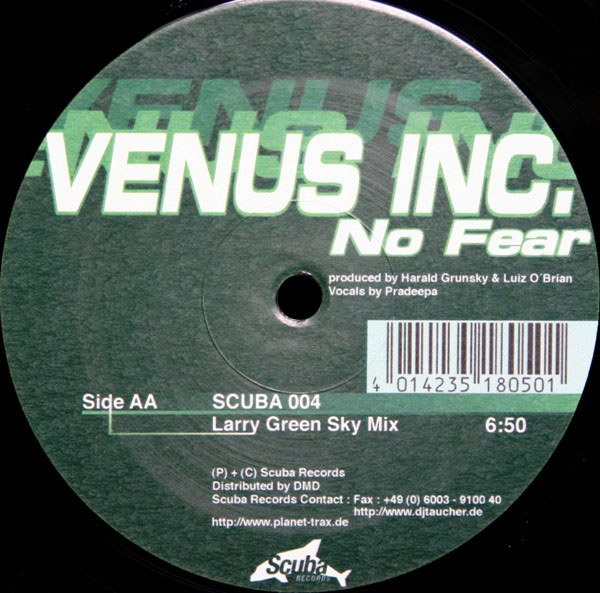 VENUS
ENUS INC
VENUS INC.
No Fear
produced by Harald Grunsky & Luiz O´Brian
Vocals by Pradeepa
4 014235 180501
Side AA SCUBA 004
Larry Green Sky Mix 6:50
(P) + (C) Scuba Records
Distributed by DMD
Scuba Records Contact : Fax : +49 (0) 6003 - 9100 40
http://www.djtaucher.de
http://www.planet-trax.de
Scuba
RECORDS